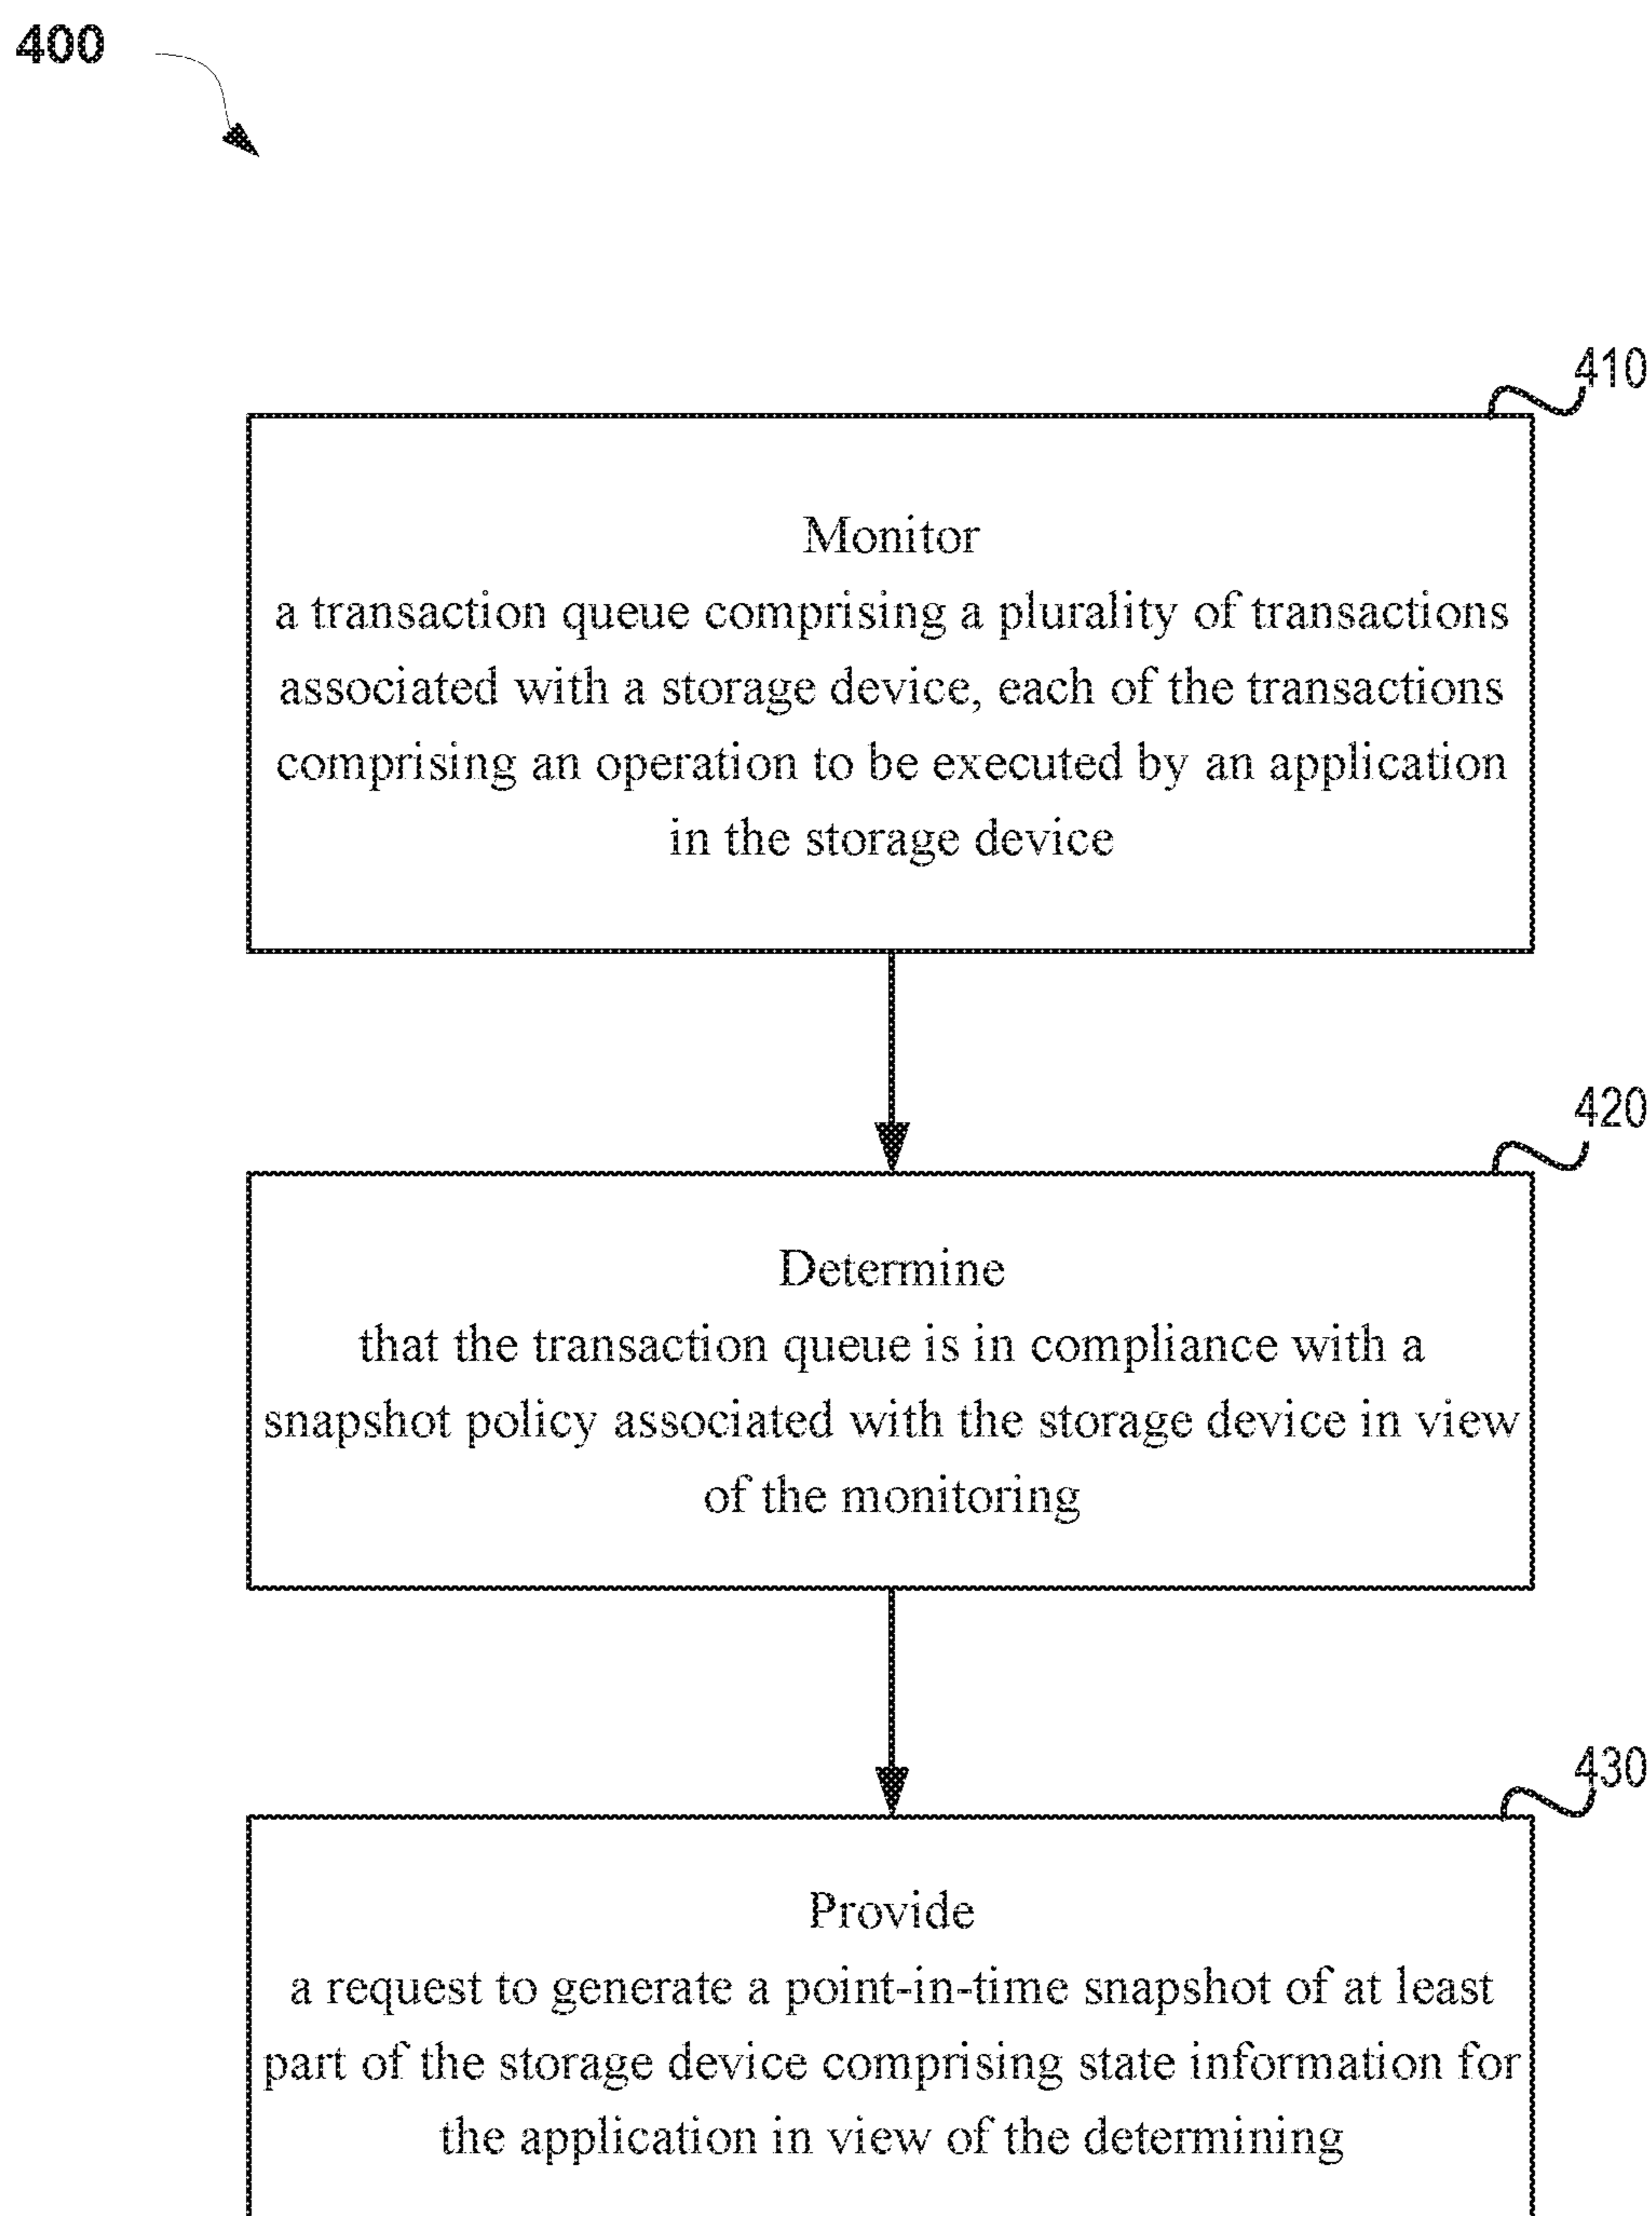 400
410
Monitor
a transaction queue comprising a plurality of transactions
associated with a storage device, each of the transactions
comprising an operation to be executed by an application
in the storage device
420
Determine
that the transaction queue is in compliance with a
snapshot policy associated with the storage device in view
of the monitoring
430
Provide
a request to generate a point-in-time snapshot of at least
part of the storage device comprising state information for
the application in view of the determining